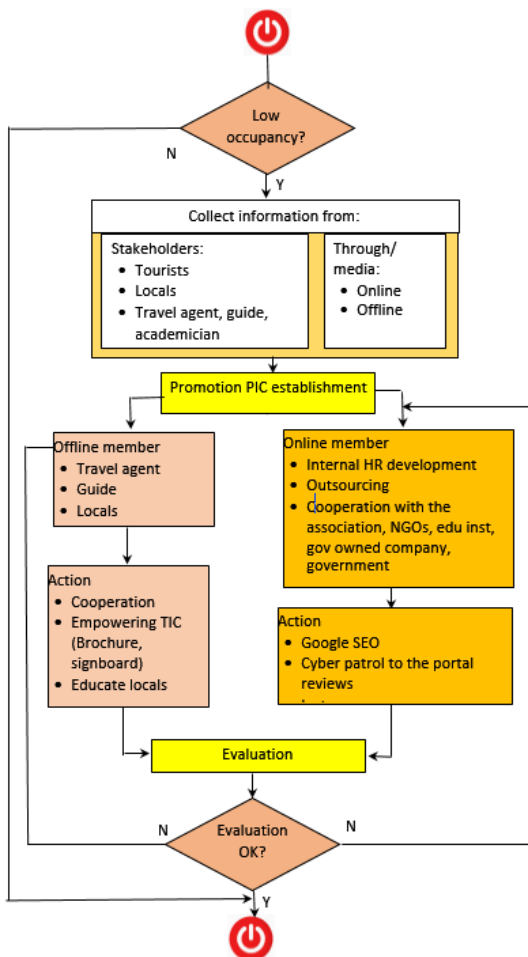 Low
occupancy?
N
Y
Collect information from:
Stakeholders:
• Tourists
• Locals
• Travel agent, guide,
academician
Through/
media:
• Online
• Offline
Promotion PIC establishment
Offline member
• Travel agent
• Guide
• Locals
Online member
• Internal HR development
• Outsourcing
• Cooperation with the
association, NGOs, edu inst,
gov owned company,
government
Action
• Cooperation
• Empowering TIC
(Brochure,
signboard)
• Educate locals
Action
• Google SEO
• Cyber patrol to the portal
reviews
Evaluation
N
Evaluation
OK?
N
Y